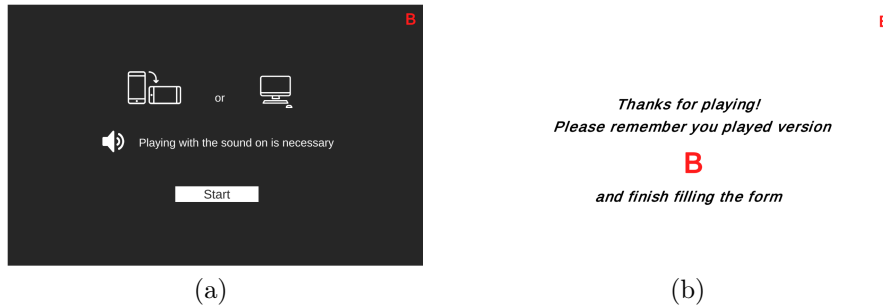 B
or
Playing with the sound on is necessary
Start
(a)
B
Thanks for playing!
Please remember you played version
B
and finish filling the form
(b)